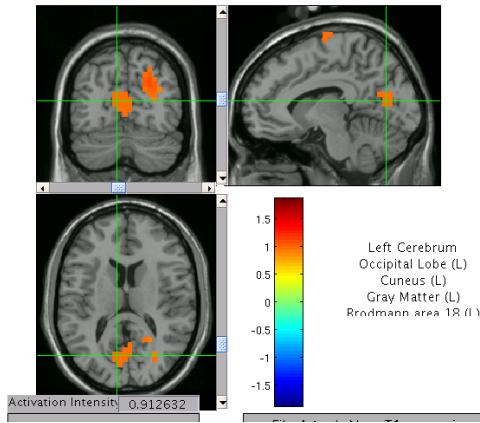 1.5
1
0.5
0
-0.5
-1
-1.5
Left Cerebrum
Occipital Lobe (L)
Cuneus (L)
Gray Matter (L)
Brodmann area 18 (L)
Activation Intensity 0.912632